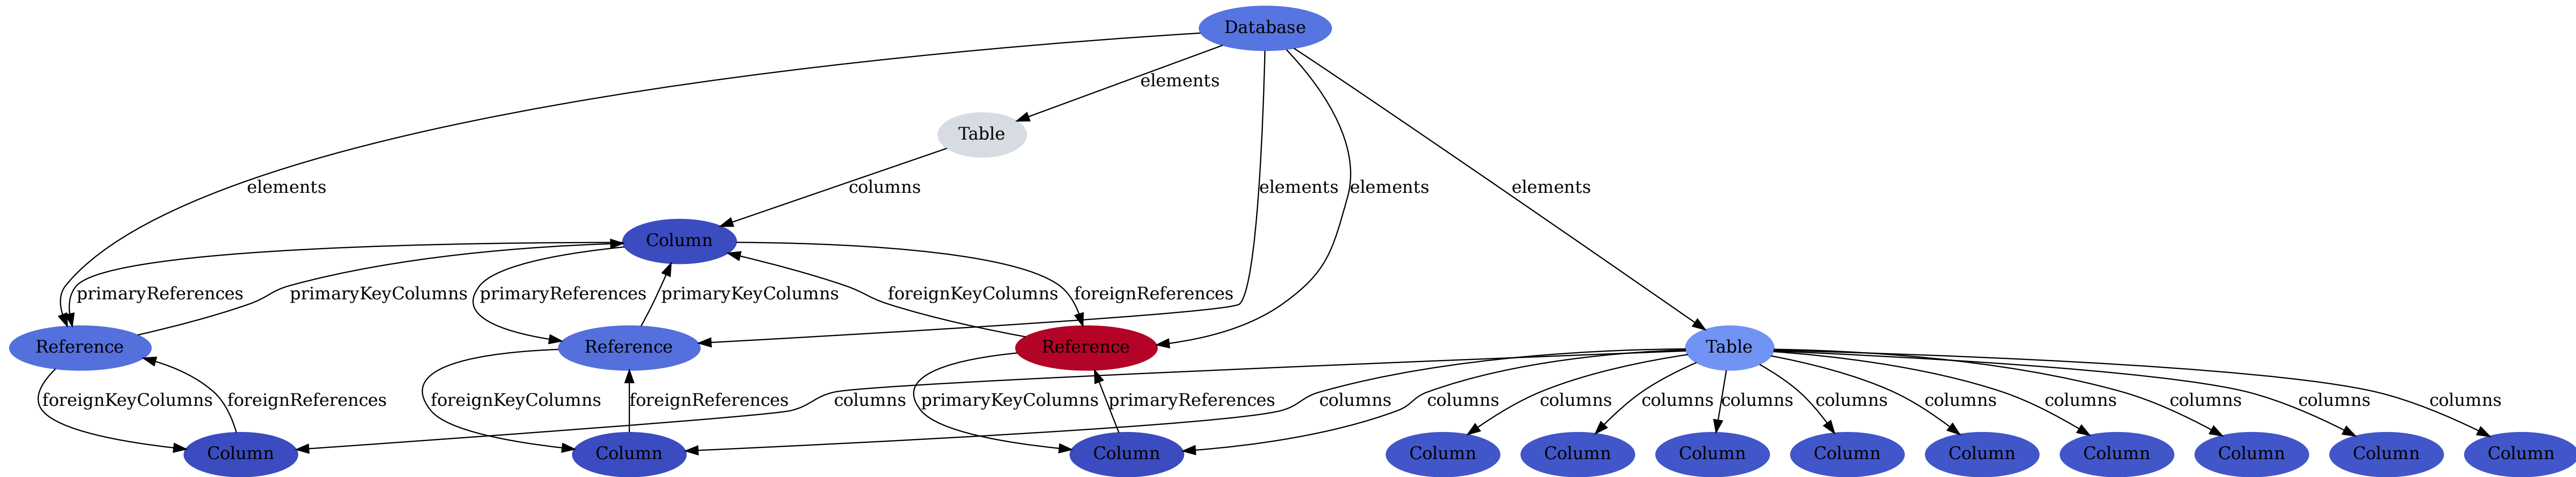 Database
elements
Table
elements
columns
elements
elements
elements
Column
primaryReferences
primaryKeyColumns
primaryReferences
primaryKeyColumns
foreignKeyColumns
foreignReferences
Reference
Reference
Reference
Table
foreignKeyColumns
foreignReferences
foreignKeyColumns
foreignReferences
columns
primaryKeyColumns
primaryReferences
columns
columns
columns
columns
columns
columns
columns
columns
columns
columns
columns
Column
Column
Column
Column
Column
Column
Column
Column
Column
Column
Column
Column